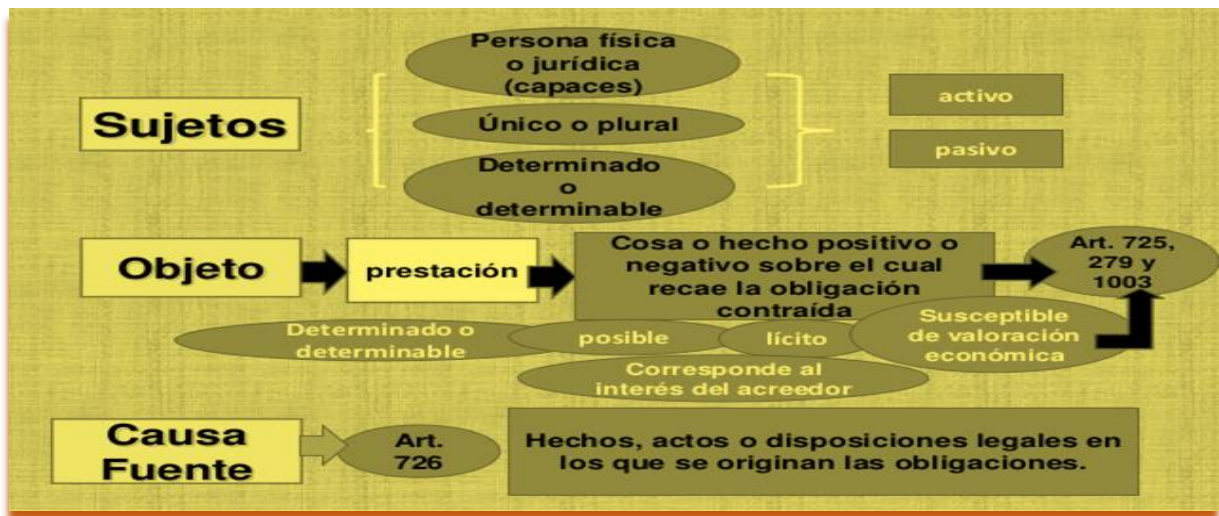 Sujetos
Persona física
o jurídica
(capaces)
Único o plural
Determinado
o
determinable
activo
pasivo
Objeto
prestación
Cosa o hecho positivo o
negativo sobre el cual
recae la obligación
contraída
Art. 725,
279 y
1003
Determinado o
determinable
posible
lícito
Susceptible
de valoración
económica
Corresponde al
interés del acreedor
Causa
Fuente
Art.
726
Hechos, actos o disposiciones legales en
los que se originan las obligaciones.